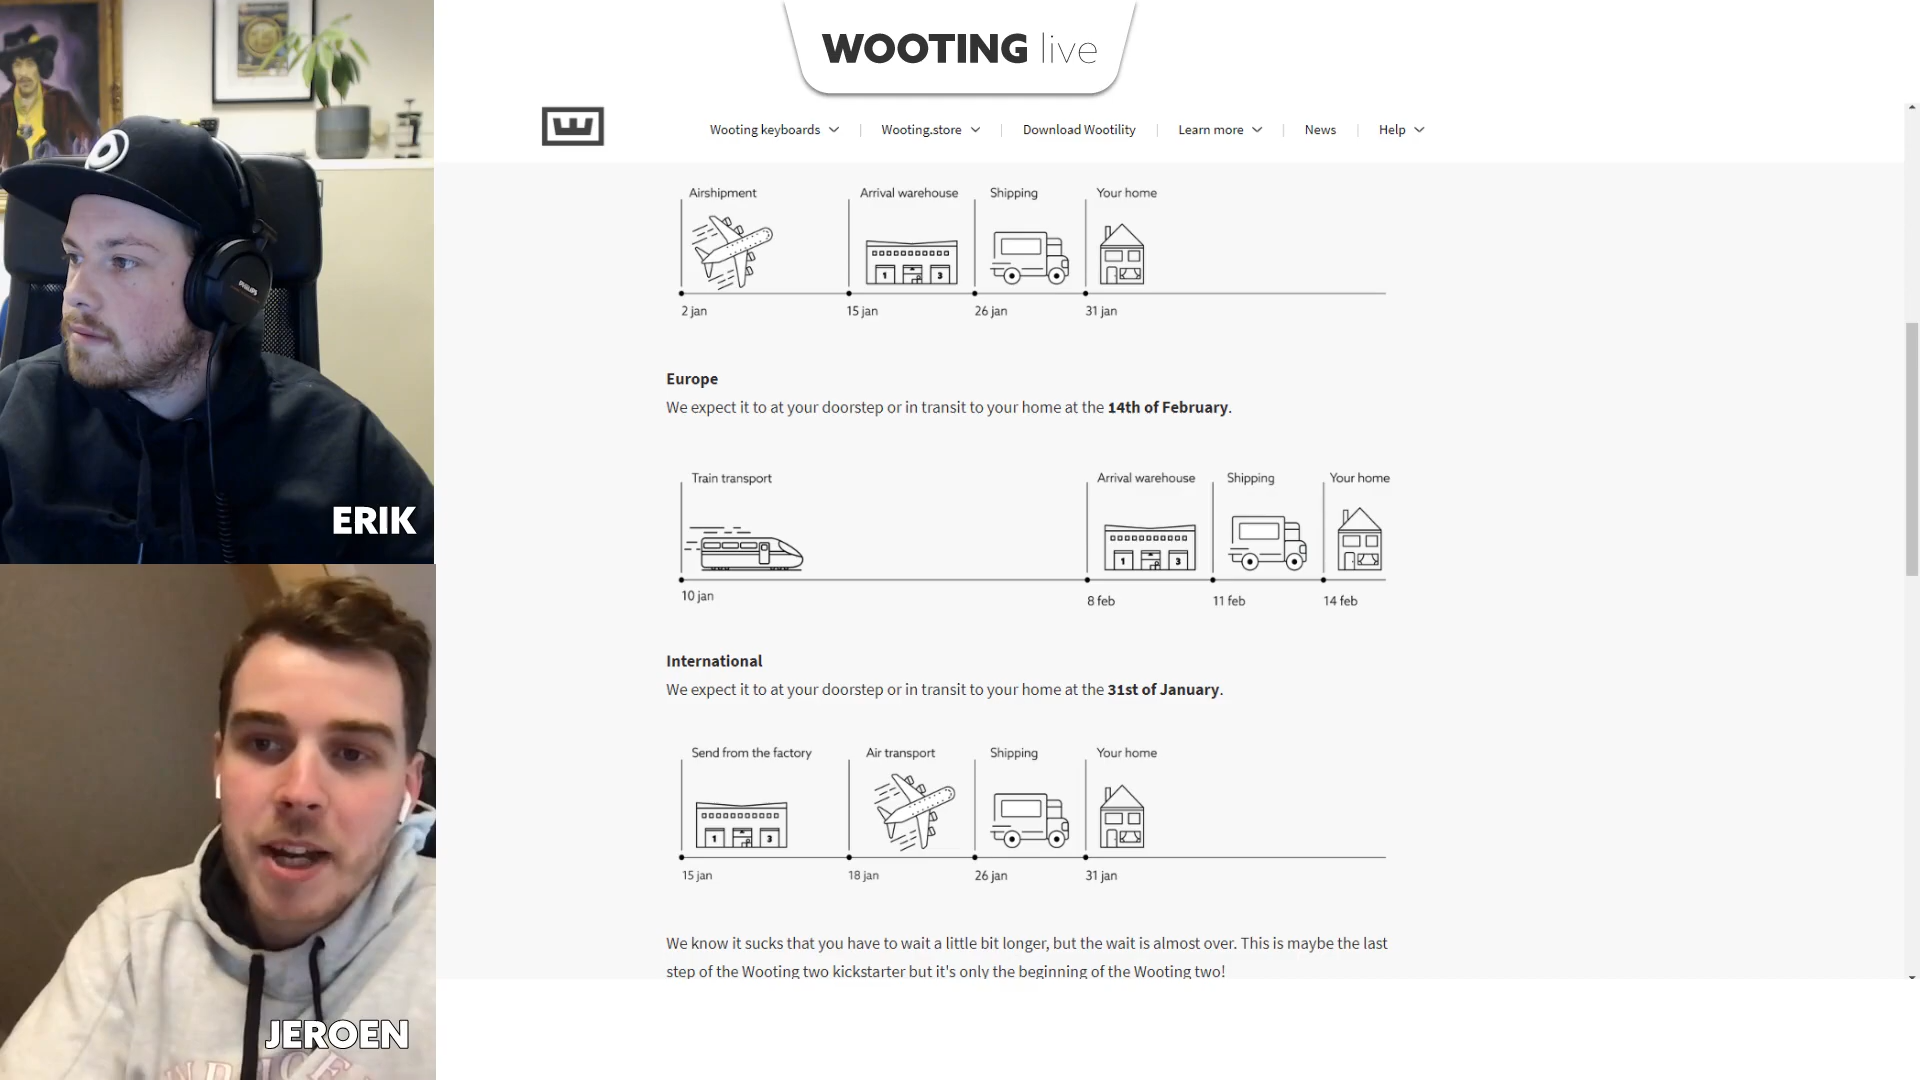 WOOTING live
Wooting keyboards
Wooting.store
Download Wootility
Learn more
News
Help
Airshipment
Arrival warehouse
Shipping
Your home
1
3
2 jan
15 jan
26 jan
31 jan
Europe
We expect it to at your doorstep or in transit to your home at the 14th of February.
Train transport
Arrival warehouse
Shipping
Your home
1
3
10 jan
8 feb
11 feb
14 feb
International
We expect it to at your doorstep or in transit to your home at the 31st of January.
Send from the factory
Air transport
Shipping
Your home
1
3
15 jan
18 jan
26 jan
31 jan
We know it sucks that you have to wait a little bit longer, but the wait is almost over. This is maybe the last
step of the Wooting two kickstarter but it's only the beginning of the Wooting two!
PHILIPS
ERIK
JEROEN